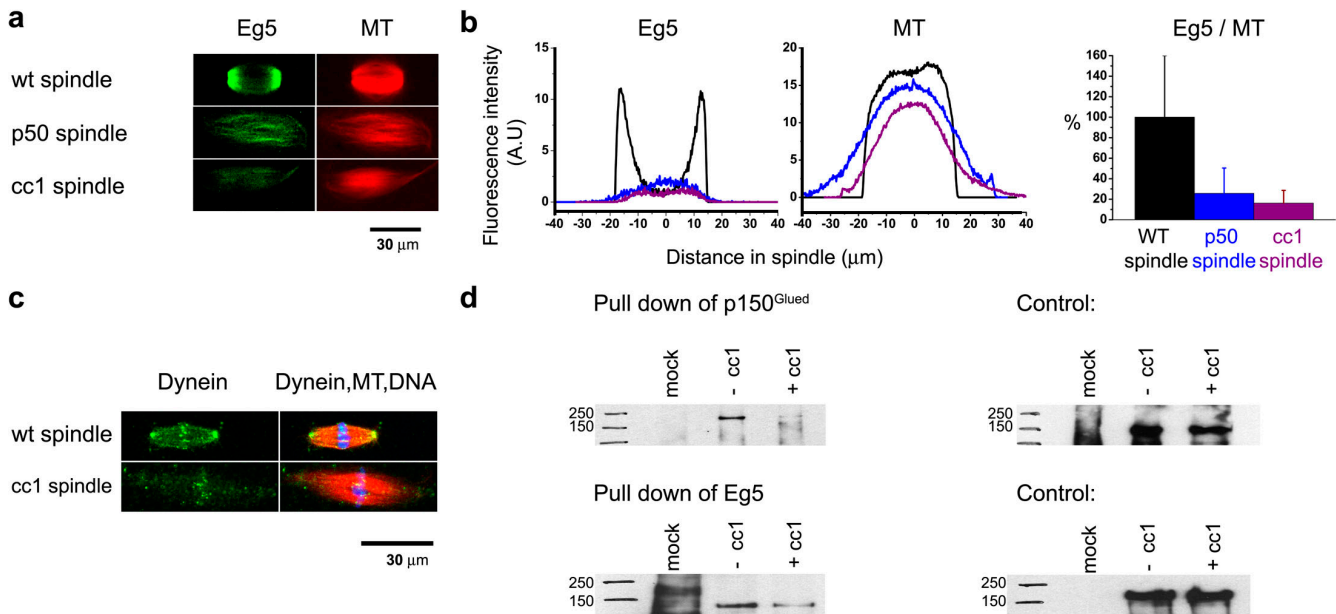 a
Eg5 MT
wt spindle
p50 spindle
cc1 spindle
30 μm
b
Eg5 MT Eg5 / MT
Fluorescence intensity
(A.U)
15
10
5
0
-40 -30 -20 -10 0 10 20 30 40
20
15
10
5
0
-40 -30 -20 -10 0 10 20 30 40
Distance in spindle (μm)
%
160
140
120
100
80
60
40
20
0
WT spindle
p50 spindle
cc1 spindle
c
Dynein Dynein,MT,DNA
wt spindle
cc1 spindle
30 μm
d
Pull down of p150Glued
mock - cc1 + cc1
250
150
Control:
mock - cc1 + cc1
250
150
Pull down of Eg5
mock - cc1 + cc1
250
150
Control:
mock - cc1 + cc1
250
150